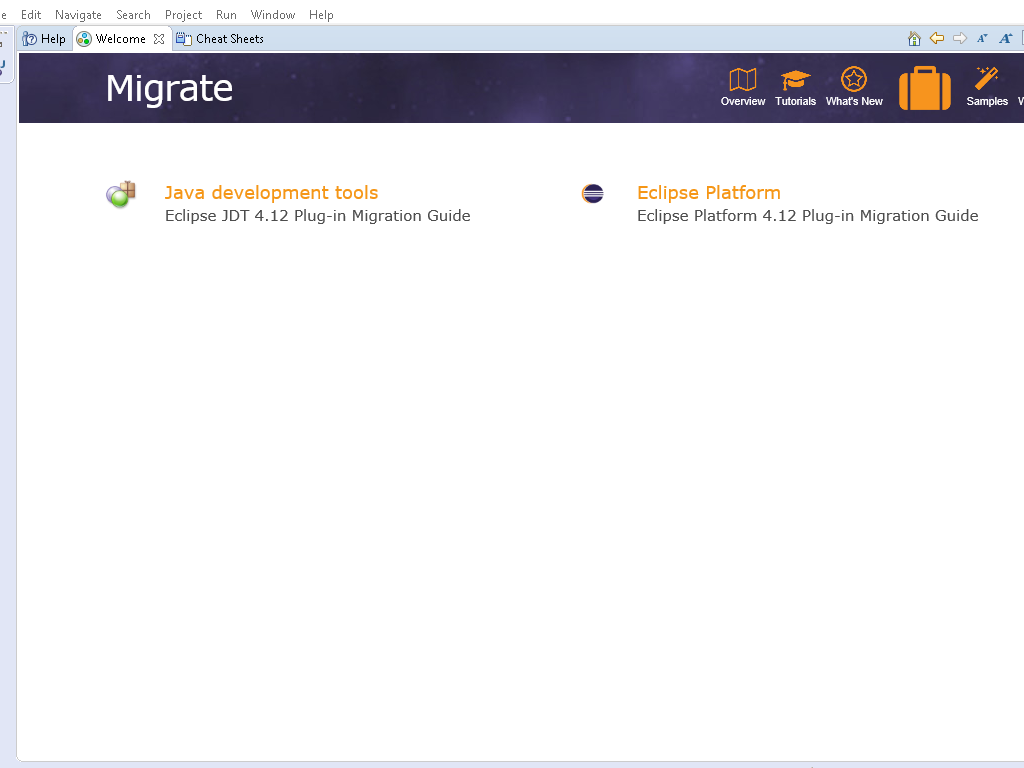 e Edit Navigate Search Project Run Window Help
Help Welcome Cheat Sheets
Migrate
Overview Tutorials What's New Samples
Java development tools
Eclipse JDT 4.12 Plug-in Migration Guide
Eclipse Platform
Eclipse Platform 4.12 Plug-in Migration Guide